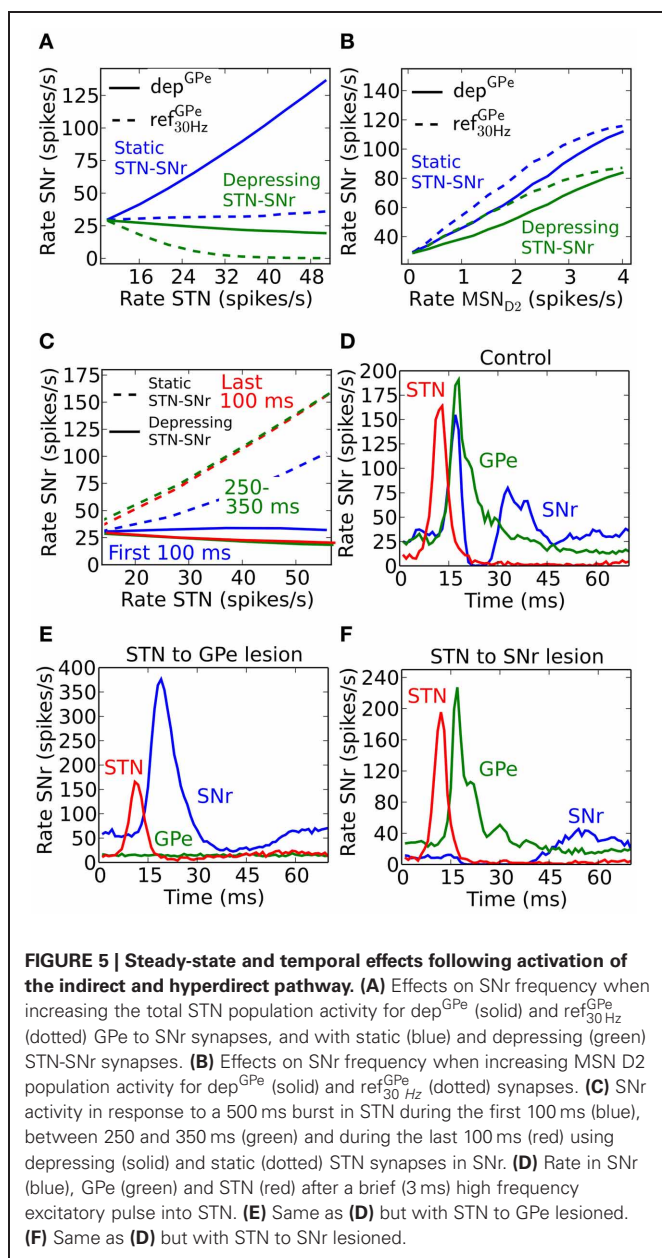 A
B
Rate SNr (spikes/s)
125
100
75
50
25
0
dep^GPe
ref^GPe_30Hz
Static
STN-SNr
Depressing
STN-SNr
16 24 32 40 48
Rate STN (spikes/s)
Rate SNr (spikes/s)
140
120
100
80
60
40
dep^GPe
ref^GPe_30Hz
Static
STN-SNr
Depressing
STN-SNr
0 1 2 3 4
Rate MSN_D2 (spikes/s)
C
D
Rate SNr (spikes/s)
175
150
125
100
75
50
25
0
Static
STN-SNr
Depressing
STN-SNr
Last
100 ms
250-
350 ms
First 100 ms
20 30 40 50
Rate STN (spikes/s)
Control
Rate SNr (spikes/s)
200
175
150
125
100
75
50
25
0
STN
GPe
SNr
0 15 30 45 60
Time (ms)
E
F
STN to GPe lesion
Rate SNr (spikes/s)
400
350
300
250
200
150
100
50
0
STN
SNr
GPe
0 15 30 45 60
Time (ms)
STN to SNr lesion
Rate SNr (spikes/s)
240
200
160
120
80
40
0
STN
GPe
SNr
0 15 30 45 60
Time (ms)
FIGURE 5 | Steady-state and temporal effects following activation of
the indirect and hyperdirect pathway. (A) Effects on SNr frequency when
increasing the total STN population activity for dep^GPe (solid) and ref^GPe_30 Hz
(dotted) GPe to SNr synapses, and with static (blue) and depressing (green)
STN-SNr synapses. (B) Effects on SNr frequency when increasing MSN D2
population activity for dep^GPe (solid) and ref^GPe_30 Hz (dotted) synapses. (C) SNr
activity in response to a 500 ms burst in STN during the first 100 ms (blue),
between 250 and 350 ms (green) and during the last 100 ms (red) using
depressing (solid) and static (dotted) STN synapses in SNr. (D) Rate in SNr
(blue), GPe (green) and STN (red) after a brief (3 ms) high frequency
excitatory pulse into STN. (E) Same as (D) but with STN to GPe lesioned.
(F) Same as (D) but with STN to SNr lesioned.